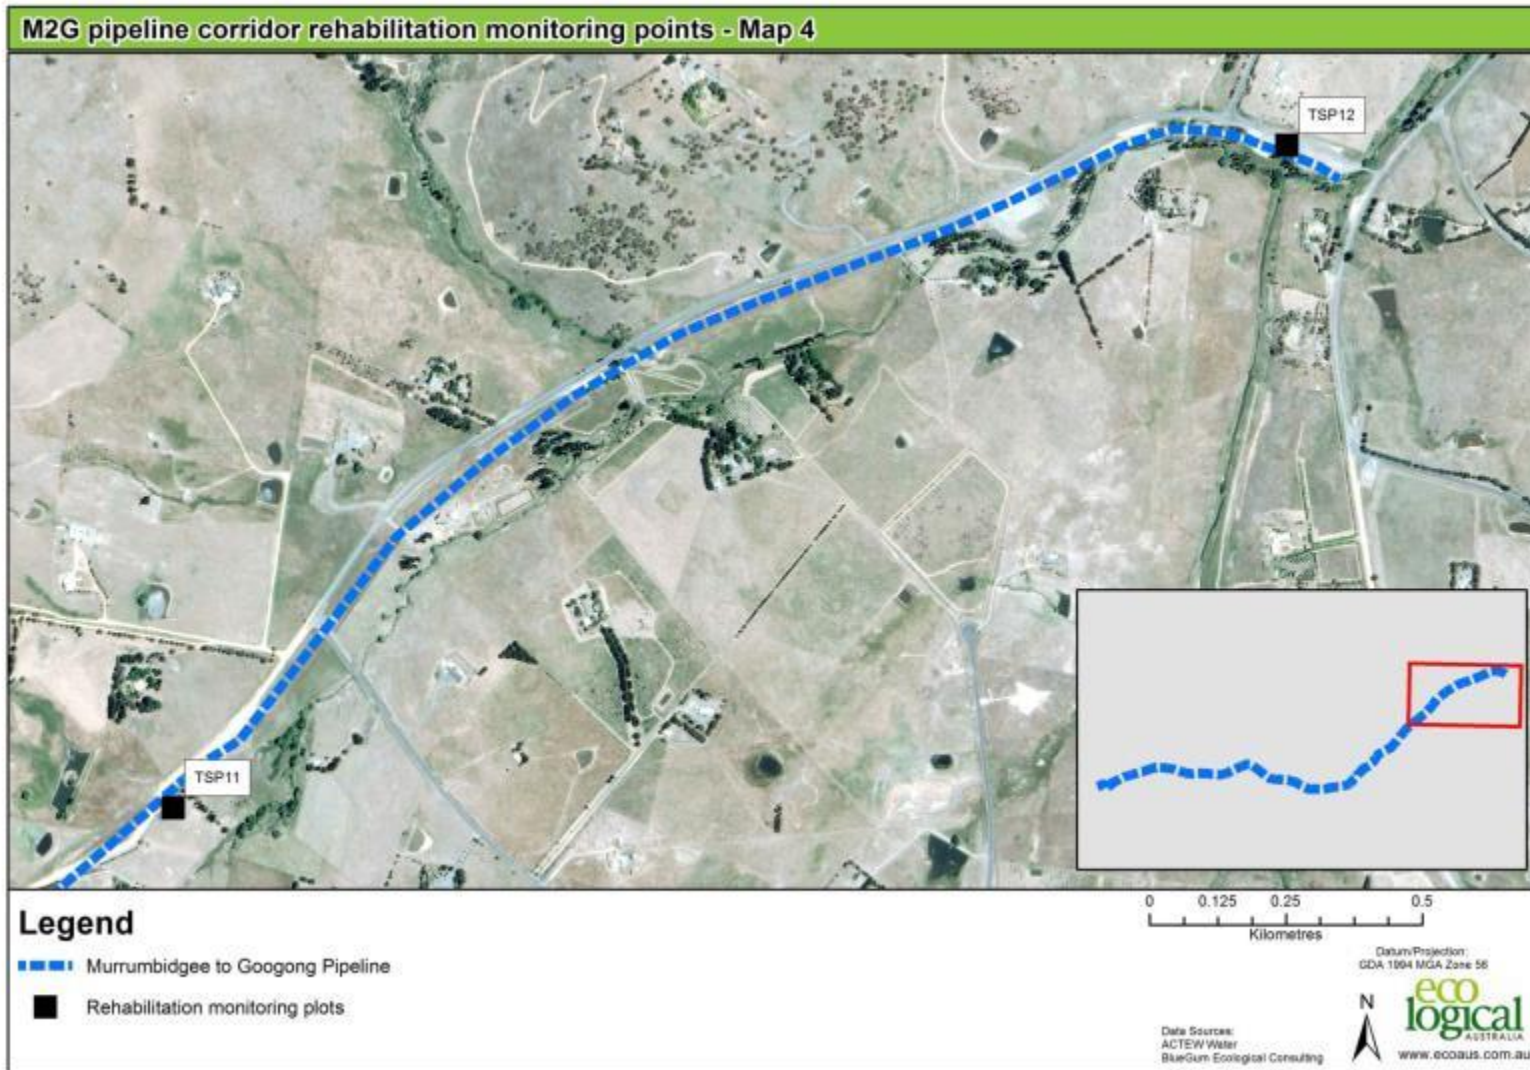 M2G pipeline corridor rehabilitation monitoring points - Map 4
TSP12
TSP11
Legend
Murrumbidgee to Googong Pipeline
Rehabilitation monitoring plots
0 0.125 0.25 0.5
Kilometres
Datum/Projection:
GDA 1994 MGA Zone 56
N
eco
logical
AUSTRALIA
www.ecoaus.com.au
Data Sources:
ACTEW Water
BlueGum Ecological Consulting